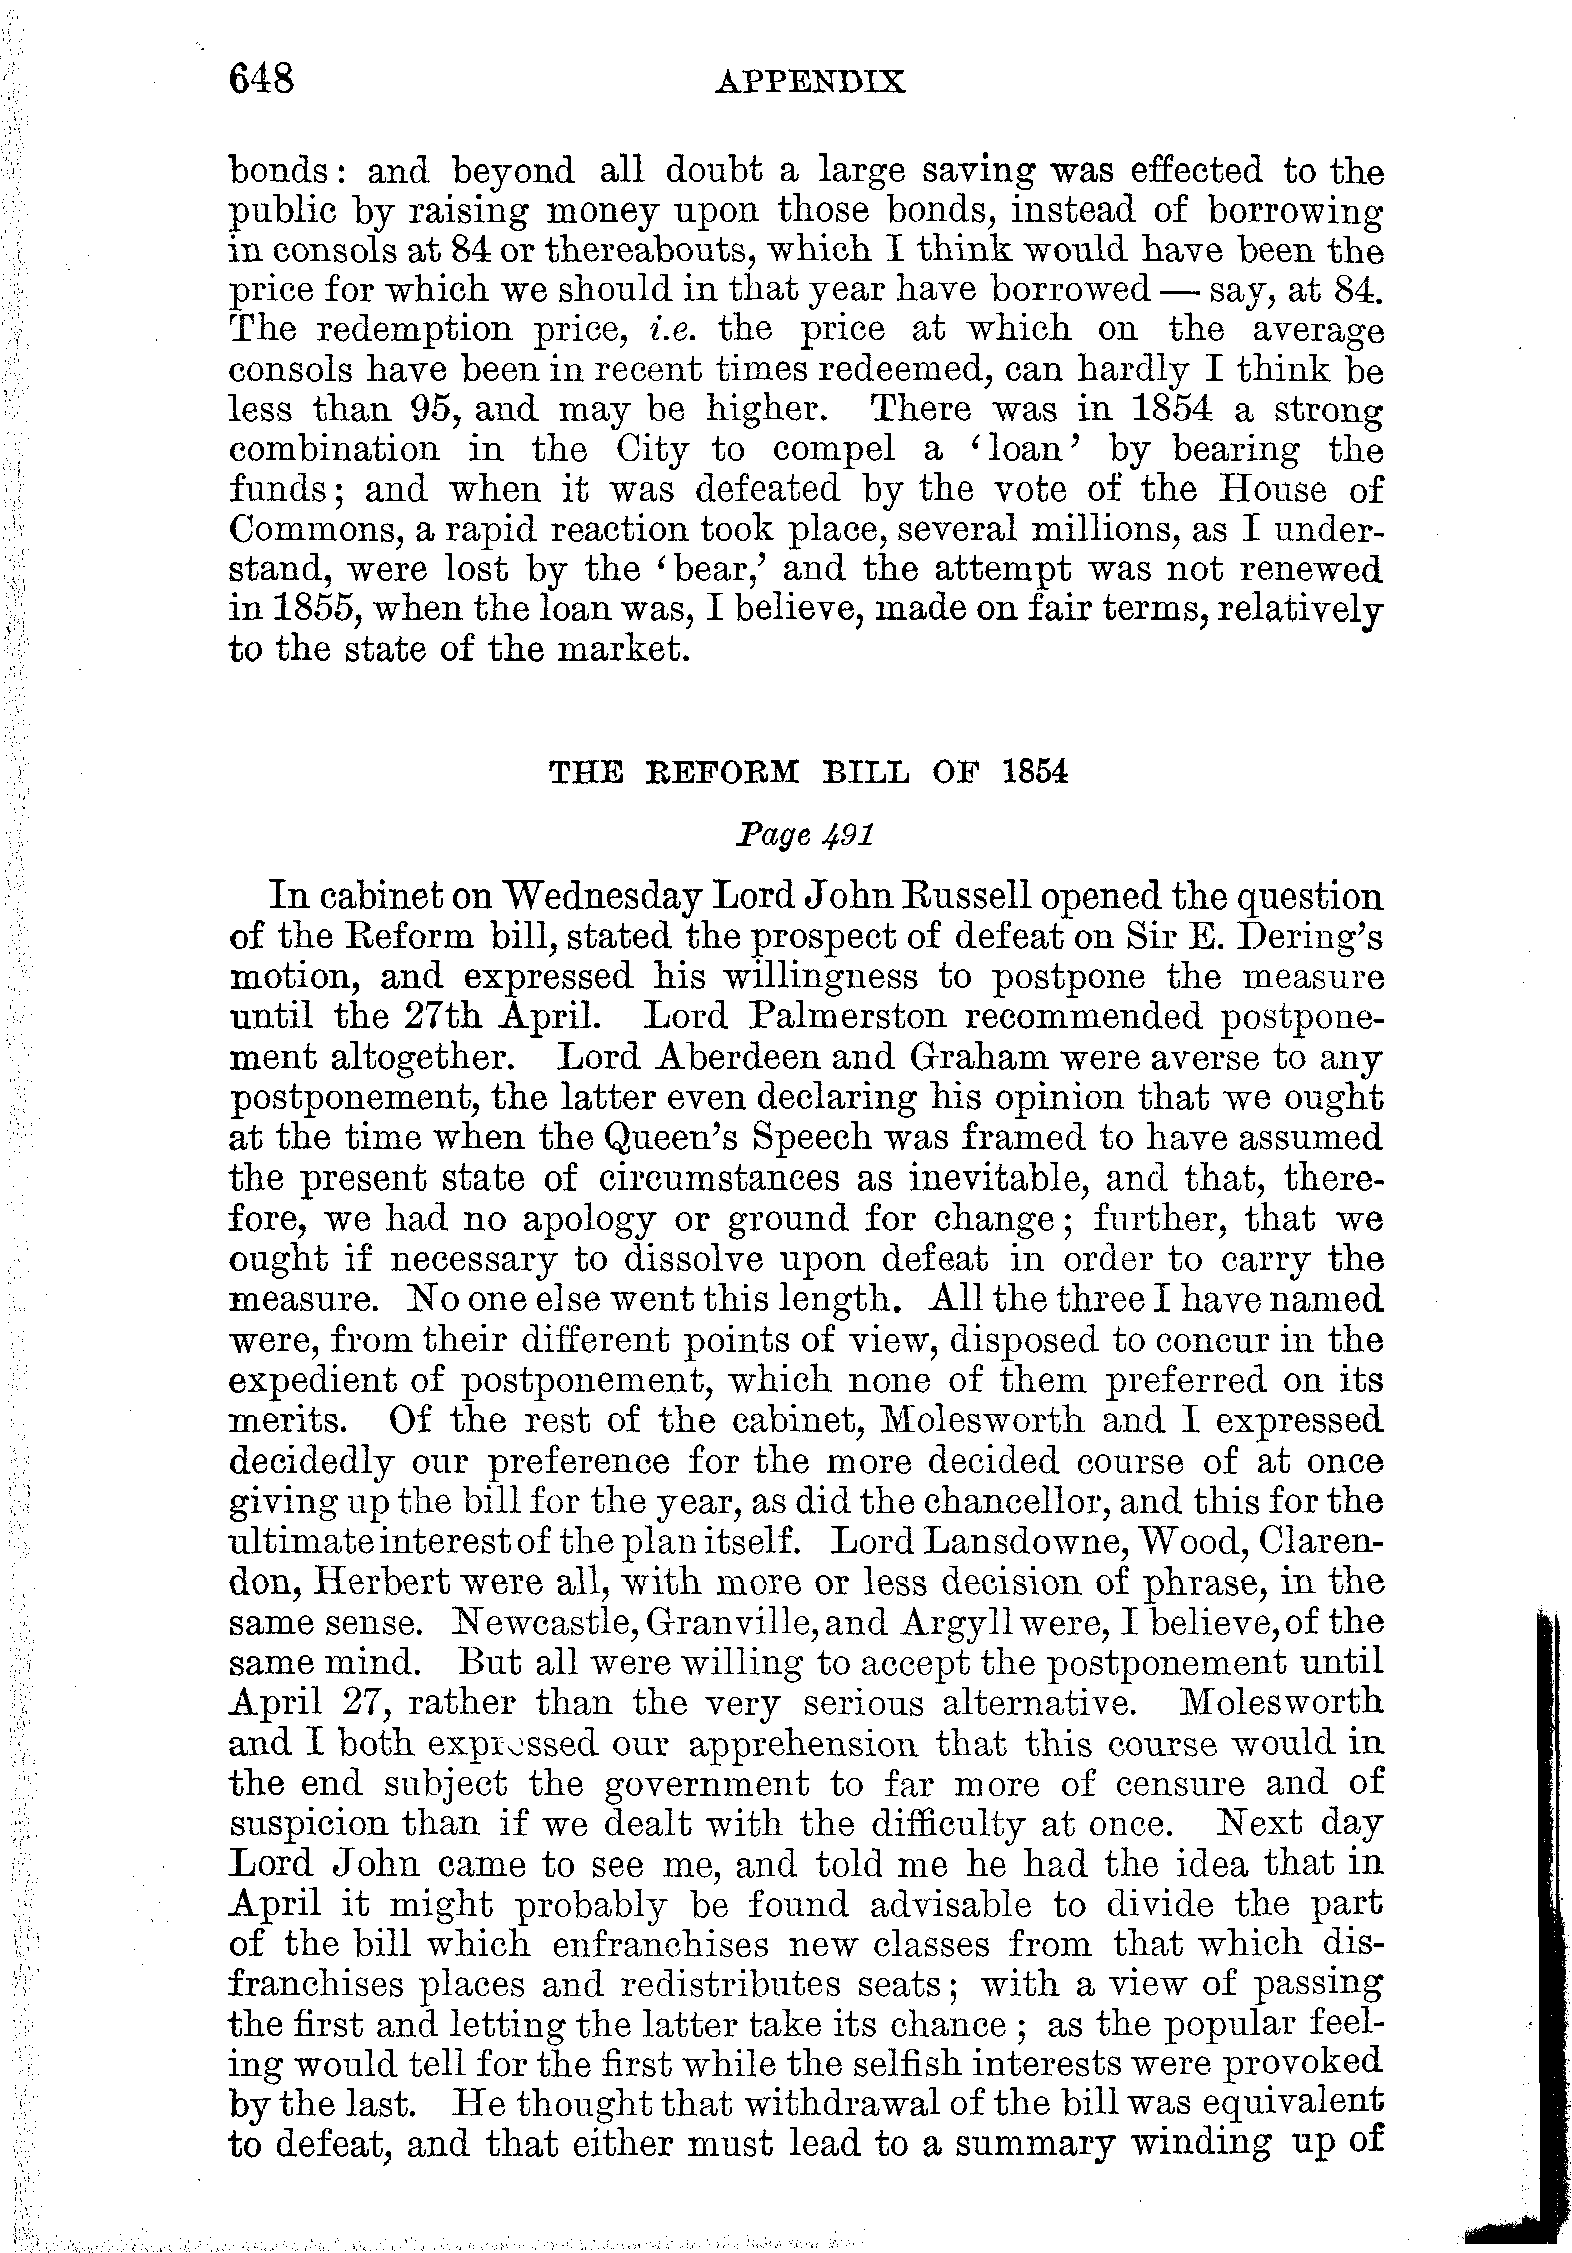 648 APPENDIX
bonds: and beyond all doubt a large saving was effected to the
public by raising money upon those bonds, instead of borrowing
in consols at 84 or thereabouts, which I think would have been the
price for which we should in that year have borrowed — say, at 84.
The redemption price, i.e. the price at which on the average
consols have been in recent times redeemed, can hardly I think be
less than 95, and may be higher. There was in 1854 a strong
combination in the City to compel a ‘loan’ by bearing the
funds; and when it was defeated by the vote of the House of
Commons, a rapid reaction took place, several millions, as I under-
stand, were lost by the ‘bear,’ and the attempt was not renewed
in 1855, when the loan was, I believe, made on fair terms, relatively
to the state of the market.
THE REFORM BILL OF 1854
Page 491
In cabinet on Wednesday Lord John Russell opened the question
of the Reform bill, stated the prospect of defeat on Sir E. Dering’s
motion, and expressed his willingness to postpone the measure
until the 27th April. Lord Palmerston recommended postpone-
ment altogether. Lord Aberdeen and Graham were averse to any
postponement, the latter even declaring his opinion that we ought
at the time when the Queen’s Speech was framed to have assumed
the present state of circumstances as inevitable, and that, there-
fore, we had no apology or ground for change; further, that we
ought if necessary to dissolve upon defeat in order to carry the
measure. No one else went this length. All the three I have named
were, from their different points of view, disposed to concur in the
expedient of postponement, which none of them preferred on its
merits. Of the rest of the cabinet, Molesworth and I expressed
decidedly our preference for the more decided course of at once
giving up the bill for the year, as did the chancellor, and this for the
ultimate interest of the plan itself. Lord Lansdowne, Wood, Claren-
don, Herbert were all, with more or less decision of phrase, in the
same sense. Newcastle, Granville, and Argyll were, I believe, of the
same mind. But all were willing to accept the postponement until
April 27, rather than the very serious alternative. Molesworth
and I both expressed our apprehension that this course would in
the end subject the government to far more of censure and of
suspicion than if we dealt with the difficulty at once. Next day
Lord John came to see me, and told me he had the idea that in
April it might probably be found advisable to divide the part
of the bill which enfranchises new classes from that which dis-
franchises places and redistributes seats; with a view of passing
the first and letting the latter take its chance; as the popular feel-
ing would tell for the first while the selfish interests were provoked
by the last. He thought that withdrawal of the bill was equivalent
to defeat, and that either must lead to a summary winding up of